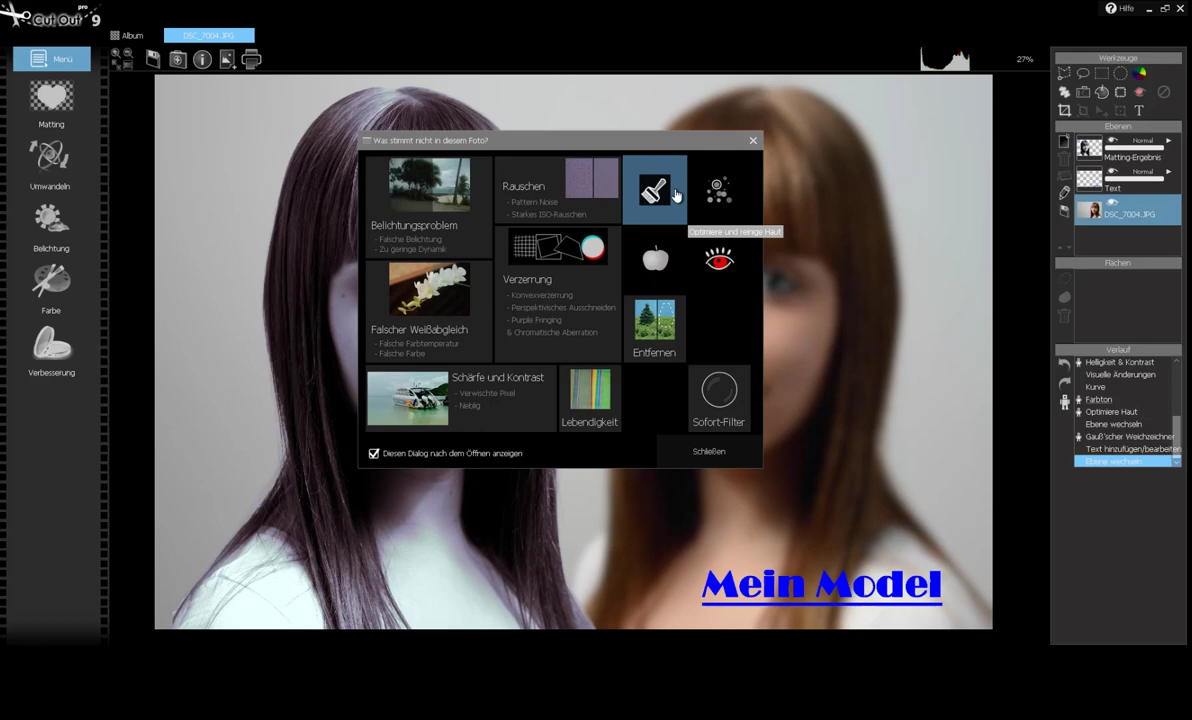 pro
Cut Out 9
Hilfe
Album
DSC_7004.JPG
Menü
27%
Matting
Umwandeln
Belichtung
Farbe
Verbesserung
Was stimmt nicht in diesem Foto?
Belichtungsproblem
- Falsche Belichtung
- Zu geringe Dynamik
Rauschen
- Pattern Noise
- Starkes ISO-Rauschen
Optimiere und reinige Haut
Verzerrung
- Konvexverzerrung
- Perspektivisches Ausschneiden
- Purple Fringing
& Chromatische Aberration
Falscher Weißabgleich
- Falsche Farbtemperatur
- Falsche Farbe
Entfernen
Schärfe und Kontrast
- Verwischte Pixel
- Neblig
Lebendigkeit
Sofort-Filter
Diesen Dialog nach dem Öffnen anzeigen
Schließen
Mein Model
Werkzeuge
Ebenen
Normal
Matting-Ergebnis
Normal
Text
DSC_7004.JPG
Flächen
Verlauf
Helligkeit & Kontrast
Visuelle Änderungen
Kurve
Farbton
Optimiere Haut
Ebene wechseln
Gauß'scher Weichzeichner
Text hinzufügen/bearbeiten
Ebene wechseln